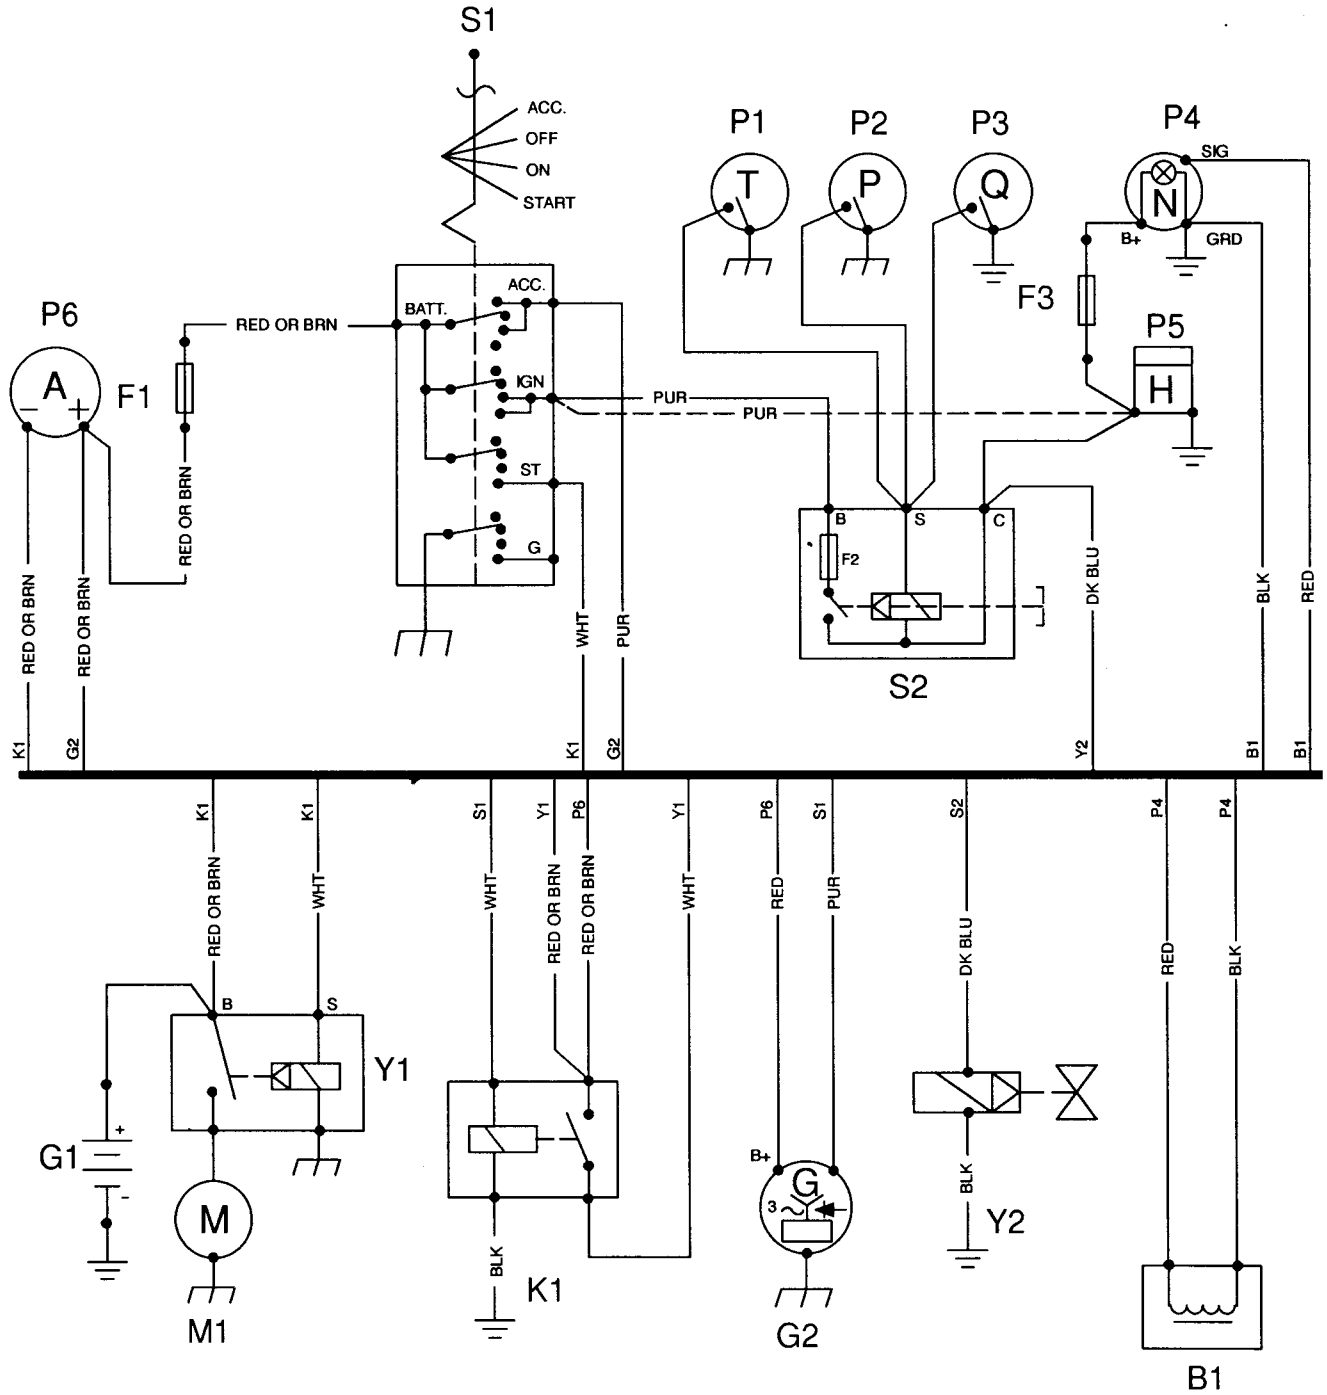 S1
ACC.
OFF
ON
START
P1
P2
P3
P4
T
P
Q
N
SIG
B+
GRD
P6
A
- +
F1
RED OR BRN
BATT.
ACC.
IGN
ST
G
PUR
PUR
F3
P5
H
B
S
C
F2
S2
RED OR BRN
RED OR BRN
RED OR BRN
WHT
PUR
DK BLU
BLK
RED
K1
G2
K1
G2
Y2
B1
B1
K1
K1
S1
Y1
P6
Y1
P6
S1
S2
P4
P4
RED OR BRN
WHT
WHT
RED OR BRN
RED OR BRN
WHT
RED
PUR
DK BLU
RED
BLK
B
S
Y1
G1
+
-
M
M1
BLK
K1
B+
G
3
G2
BLK
Y2
B1